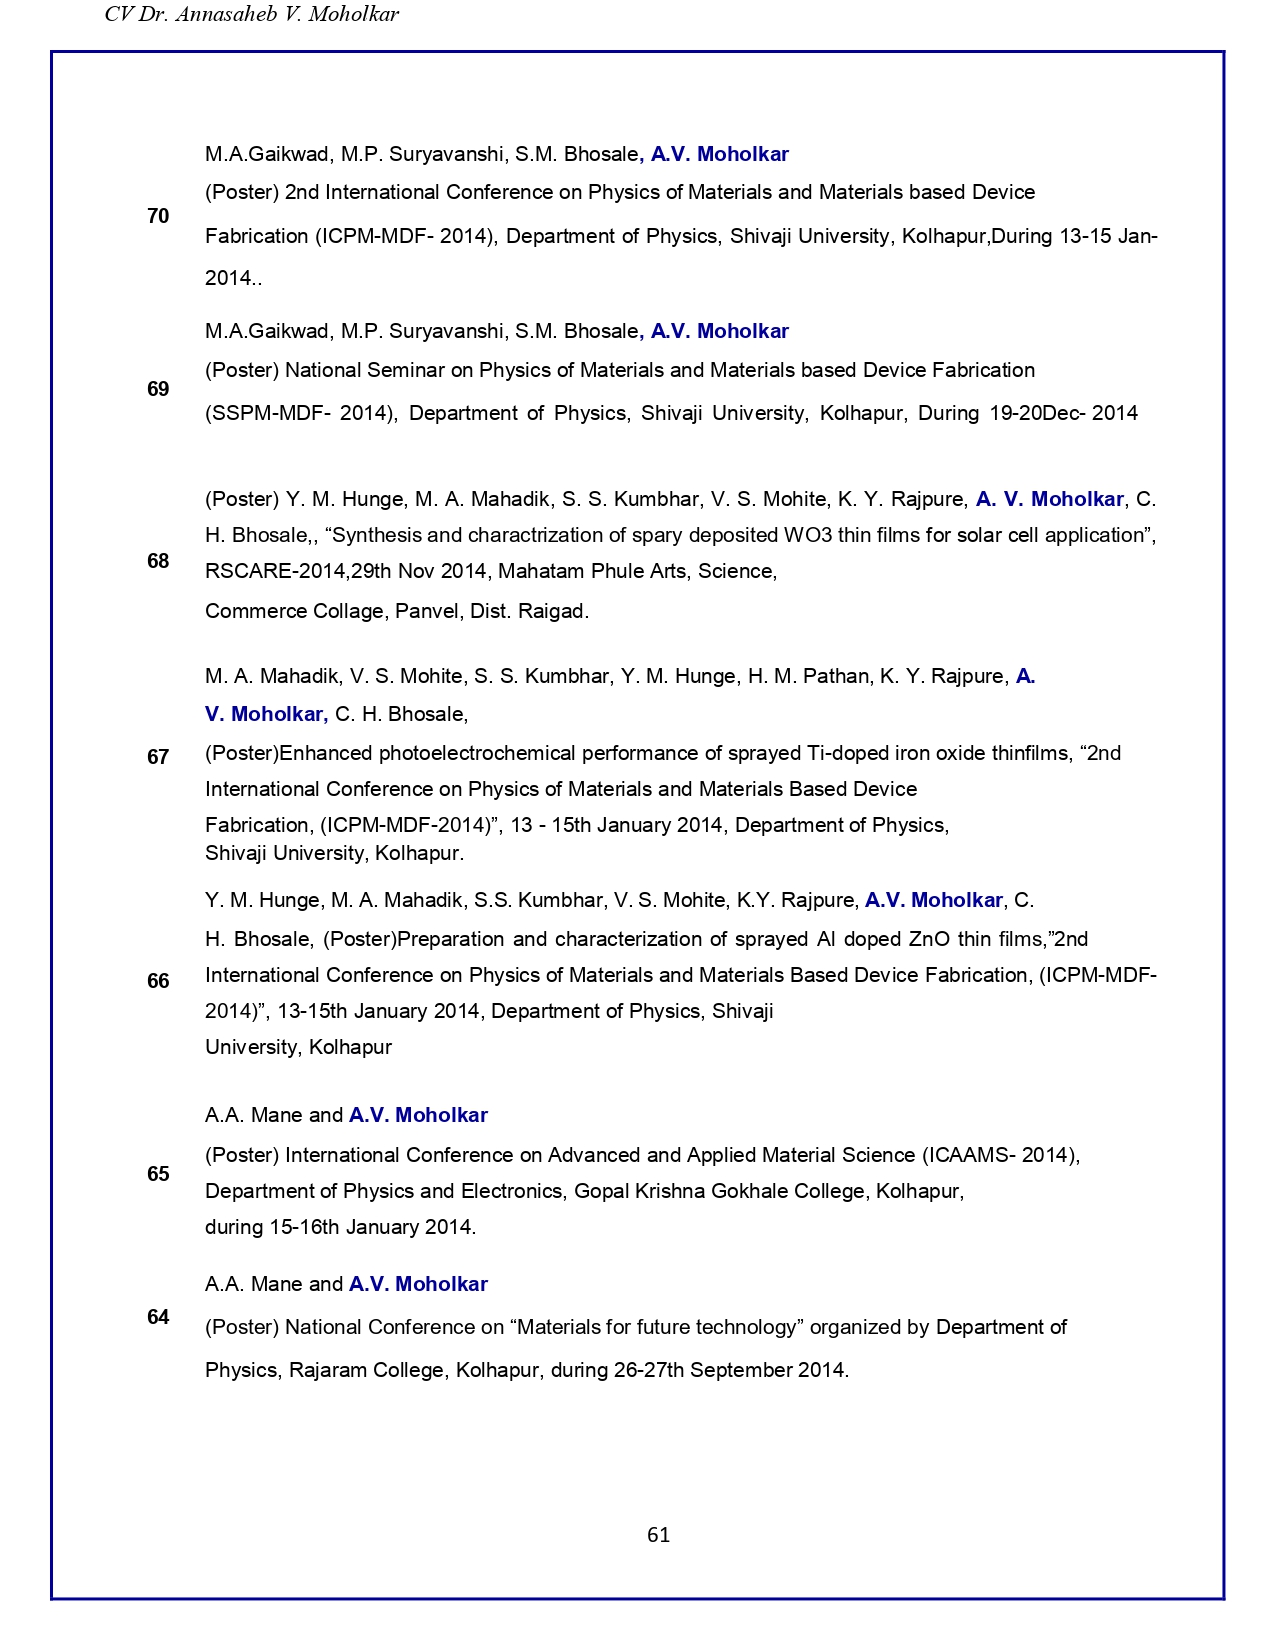 CV Dr. Annasaheb V. Moholkar
M.A.Gaikwad, M.P. Suryavanshi, S.M. Bhosale, A.V. Moholkar
(Poster) 2nd International Conference on Physics of Materials and Materials based Device
70
Fabrication (ICPM-MDF- 2014), Department of Physics, Shivaji University, Kolhapur,During 13-15 Jan-
2014..
M.A.Gaikwad, M.P. Suryavanshi, S.M. Bhosale, A.V. Moholkar
(Poster) National Seminar on Physics of Materials and Materials based Device Fabrication
69
(SSPM-MDF- 2014), Department of Physics, Shivaji University, Kolhapur, During 19-20Dec- 2014
(Poster) Y. M. Hunge, M. A. Mahadik, S. S. Kumbhar, V. S. Mohite, K. Y. Rajpure, A. V. Moholkar, C.
H. Bhosale,, “Synthesis and charactrization of spary deposited WO3 thin films for solar cell application”,
68
RSCARE-2014,29th Nov 2014, Mahatam Phule Arts, Science,
Commerce Collage, Panvel, Dist. Raigad.
M. A. Mahadik, V. S. Mohite, S. S. Kumbhar, Y. M. Hunge, H. M. Pathan, K. Y. Rajpure, A.
V. Moholkar, C. H. Bhosale,
67
(Poster)Enhanced photoelectrochemical performance of sprayed Ti-doped iron oxide thinfilms, “2nd
International Conference on Physics of Materials and Materials Based Device
Fabrication, (ICPM-MDF-2014)”, 13 - 15th January 2014, Department of Physics,
Shivaji University, Kolhapur.
Y. M. Hunge, M. A. Mahadik, S.S. Kumbhar, V. S. Mohite, K.Y. Rajpure, A.V. Moholkar, C.
H. Bhosale, (Poster)Preparation and characterization of sprayed Al doped ZnO thin films,”2nd
66
International Conference on Physics of Materials and Materials Based Device Fabrication, (ICPM-MDF-
2014)”, 13-15th January 2014, Department of Physics, Shivaji
University, Kolhapur
A.A. Mane and A.V. Moholkar
(Poster) International Conference on Advanced and Applied Material Science (ICAAMS- 2014),
65
Department of Physics and Electronics, Gopal Krishna Gokhale College, Kolhapur,
during 15-16th January 2014.
A.A. Mane and A.V. Moholkar
64
(Poster) National Conference on “Materials for future technology” organized by Department of
Physics, Rajaram College, Kolhapur, during 26-27th September 2014.
61